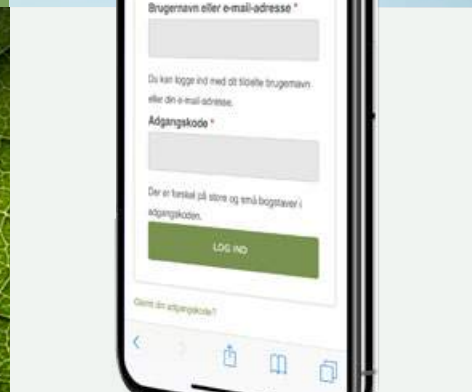 Brugernavn eller e-mail-adresse *
Du kan logge ind med dit tildelte brugernavn
eller din e-mail-adresse.
Adgangskode *
Der er forskel på store og små bogstaver i
adgangskoden.
LOG IND
Glemt din adgangskode?